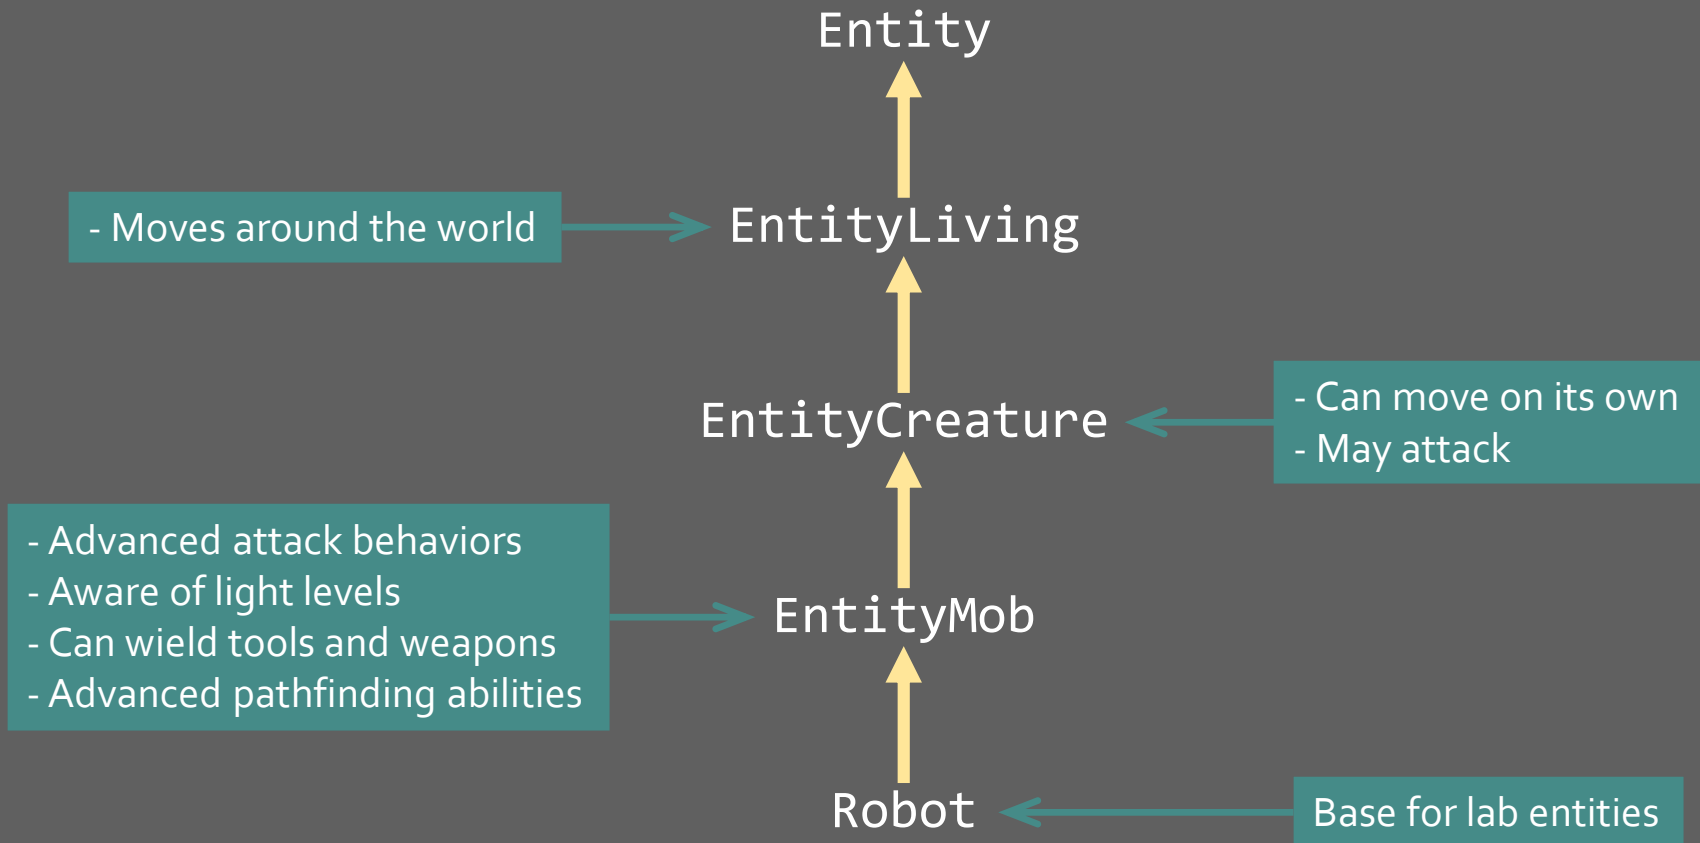 Entity
- Moves around the world
EntityLiving
EntityCreature
- Can move on its own
- May attack
- Advanced attack behaviors
- Aware of light levels
- Can wield tools and weapons
- Advanced pathfinding abilities
EntityMob
Robot
Base for lab entities